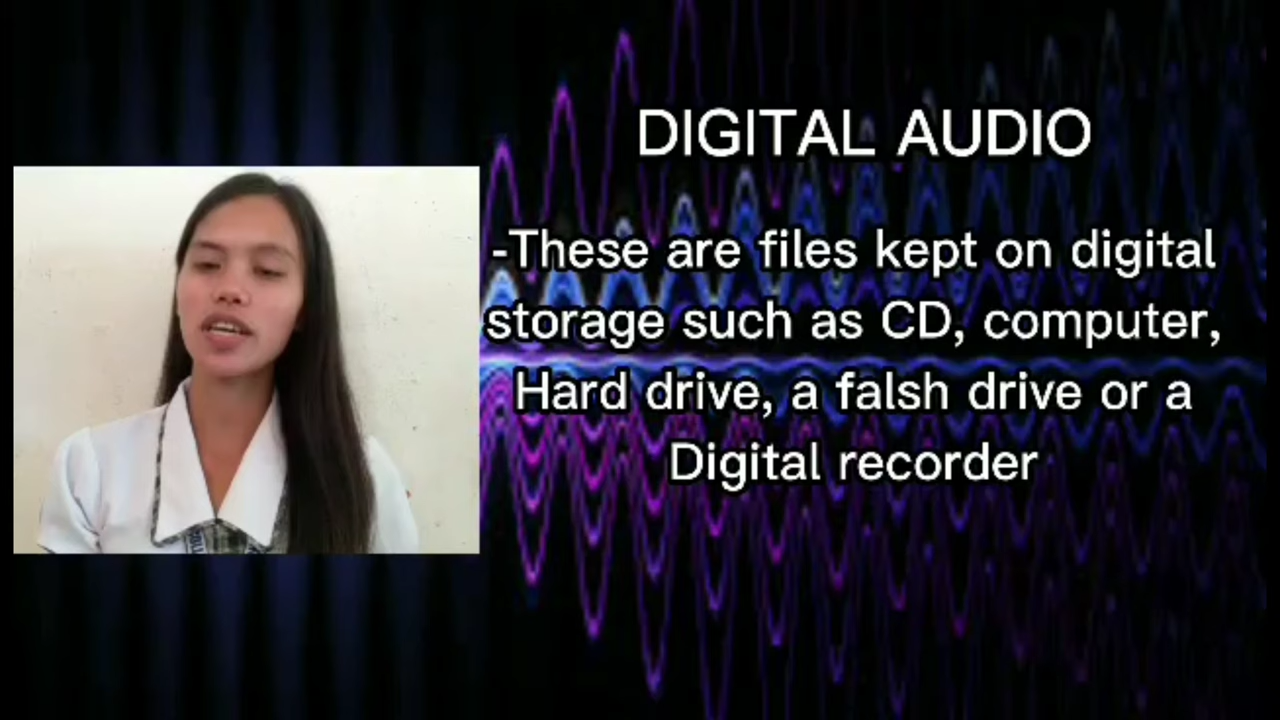 DIGITAL AUDIO
-These are files kept on digital
storage such as CD, computer,
Hard drive, a falsh drive or a
Digital recorder